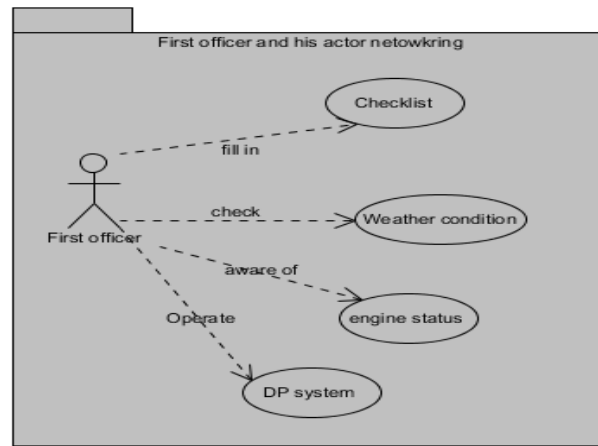 First officer and his actor netowkring
Checklist
fill in
check
Weather condition
First officer
aware of
engine status
Operate
DP system